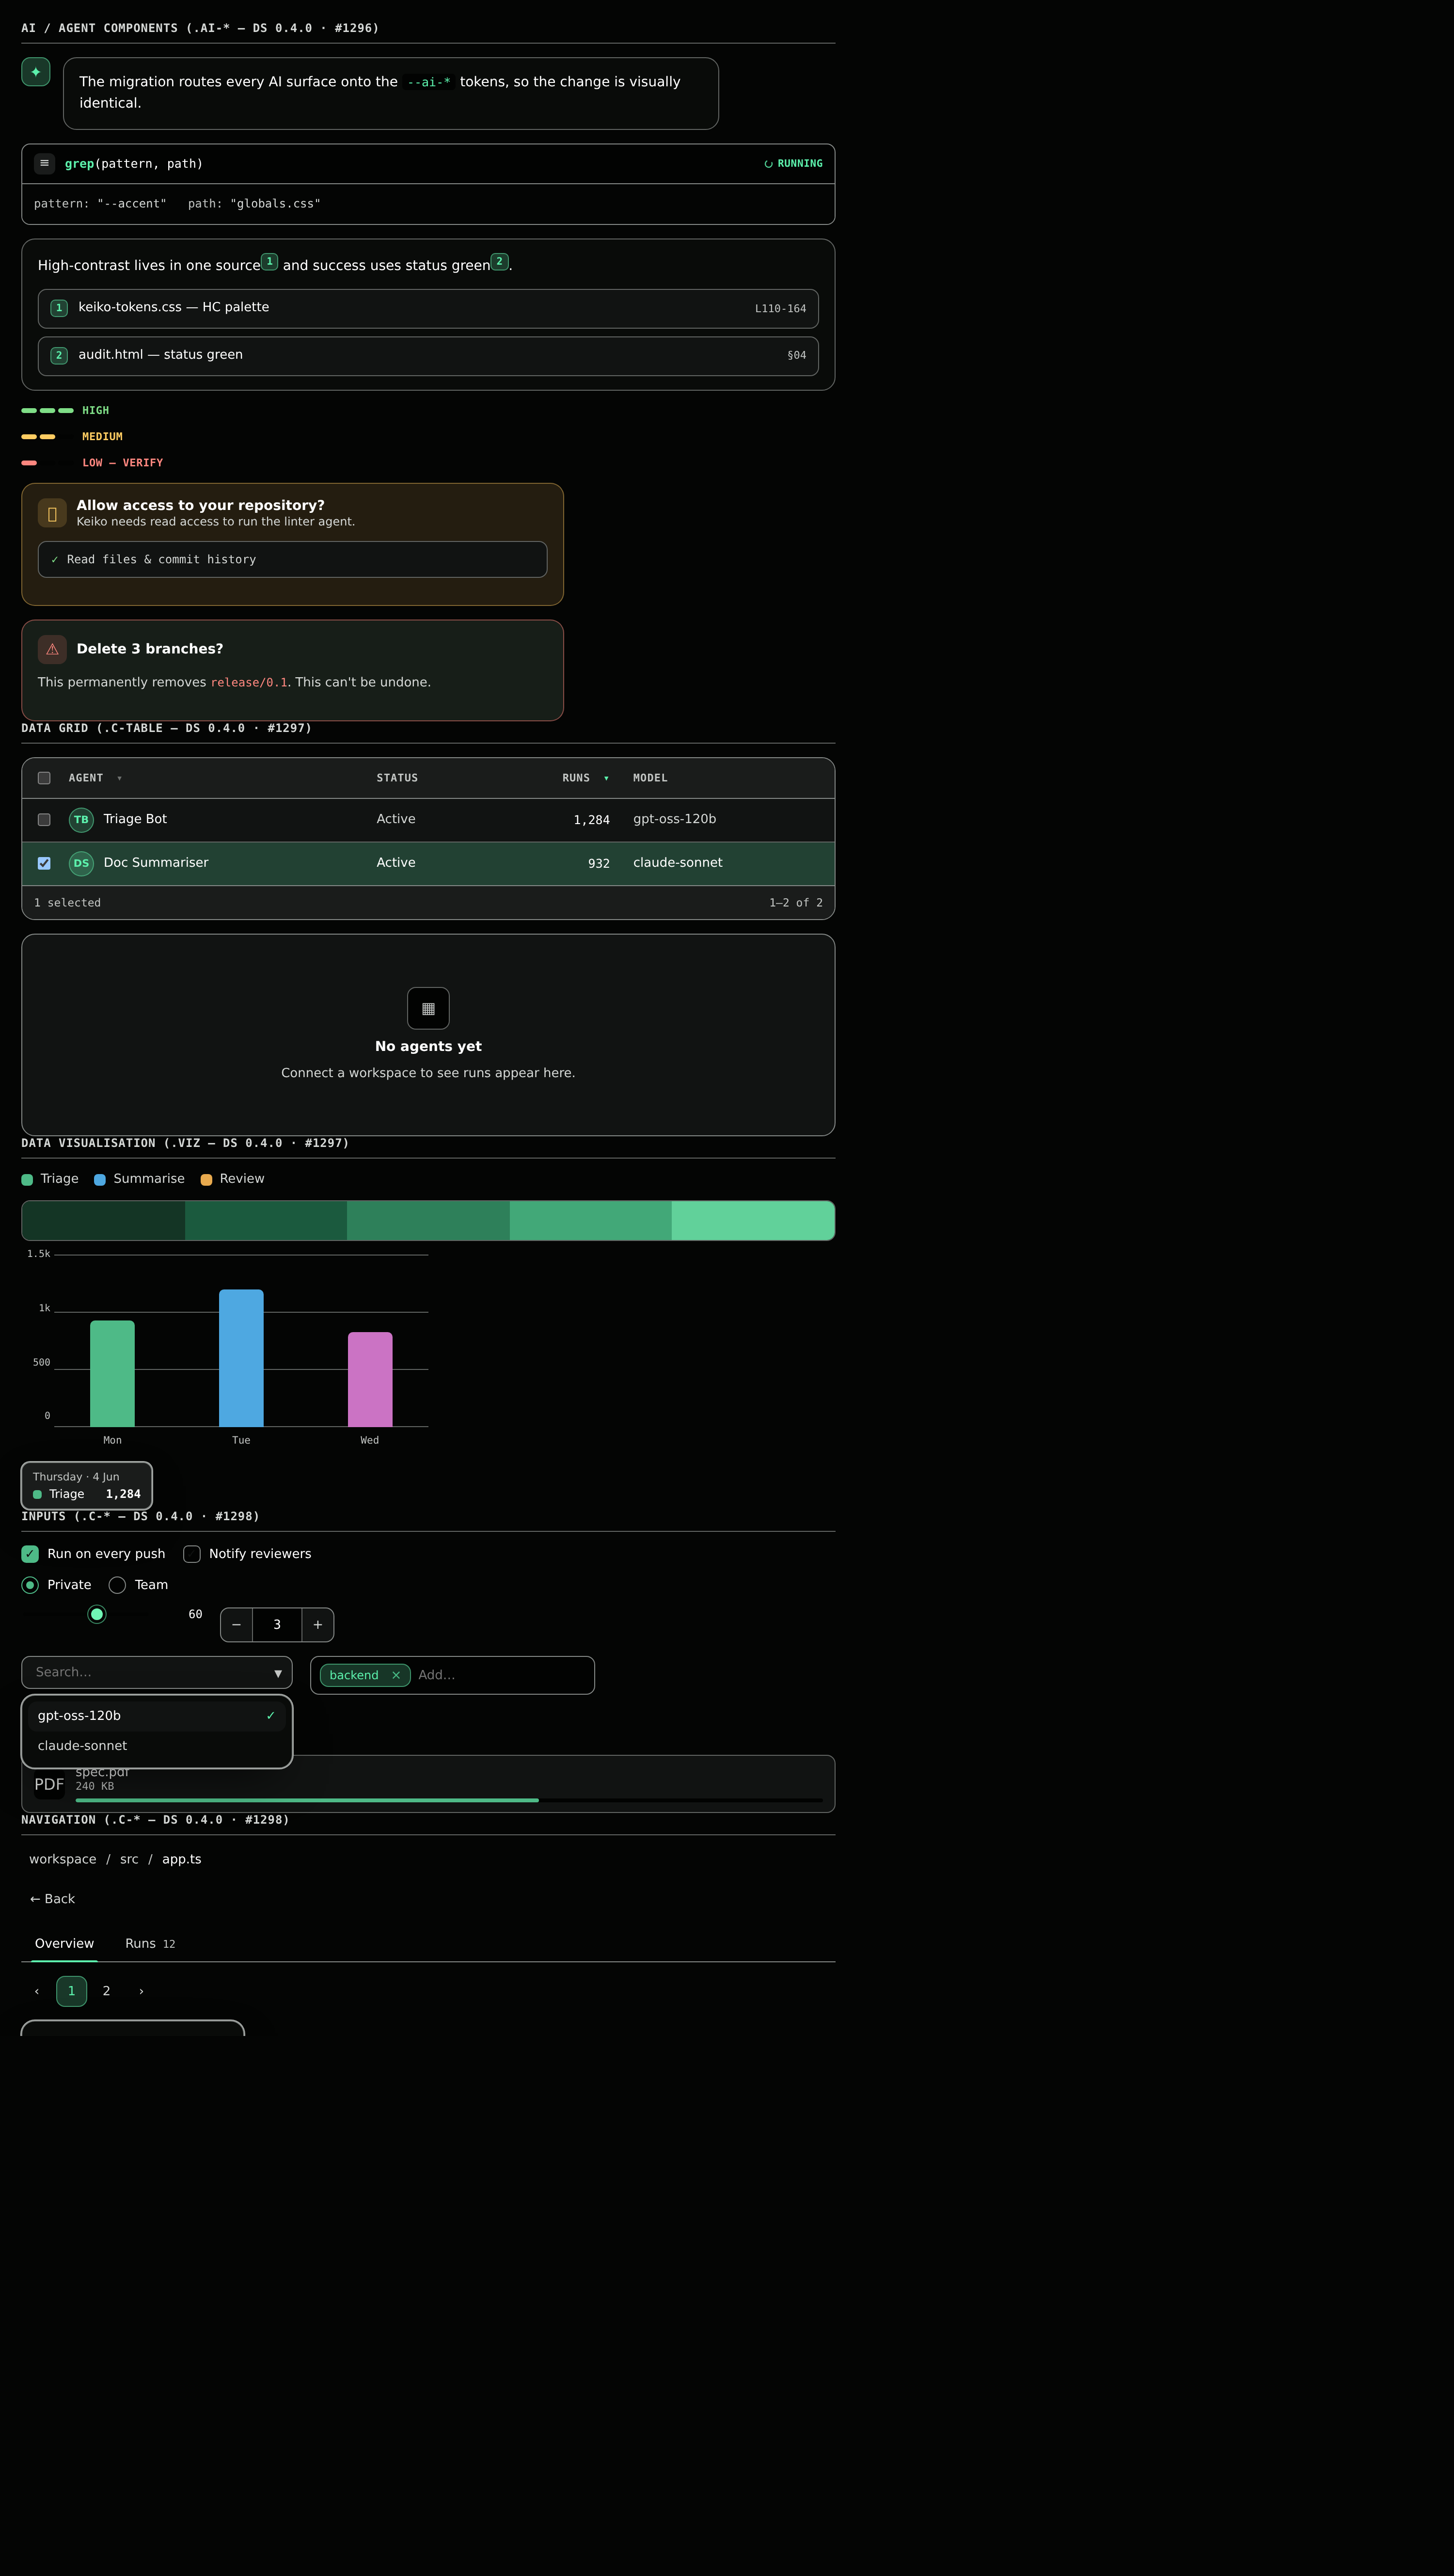 AI / AGENT COMPONENTS (.AI-* — DS 0.4.0 · #1296)
✦
The migration routes every AI surface onto the --ai-* tokens, so the change is visually
identical.
≡ grep(pattern, path) RUNNING
pattern: "--accent" path: "globals.css"
High-contrast lives in one source1 and success uses status green2.
1 keiko-tokens.css — HC palette L110-164
2 audit.html — status green §04
HIGH
MEDIUM
LOW — VERIFY
Allow access to your repository?
Keiko needs read access to run the linter agent.
✓ Read files & commit history
⚠ Delete 3 branches?
This permanently removes release/0.1. This can't be undone.
DATA GRID (.C-TABLE — DS 0.4.0 · #1297)
AGENT ▾ STATUS RUNS ▾ MODEL
TB Triage Bot Active 1,284 gpt-oss-120b
DS Doc Summariser Active 932 claude-sonnet
1 selected 1–2 of 2
▦
No agents yet
Connect a workspace to see runs appear here.
DATA VISUALISATION (.VIZ — DS 0.4.0 · #1297)
Triage Summarise Review
1.5k
1k
500
0
Mon Tue Wed
Thursday · 4 Jun
Triage 1,284
INPUTS (.C-* — DS 0.4.0 · #1298)
✓ Run on every push Notify reviewers
Private Team
60 − 3 +
Search… ▾ backend × Add…
gpt-oss-120b ✓
claude-sonnet
spec.pdf
PDF 240 KB
NAVIGATION (.C-* — DS 0.4.0 · #1298)
workspace / src / app.ts
← Back
Overview Runs 12
‹ 1 2 ›